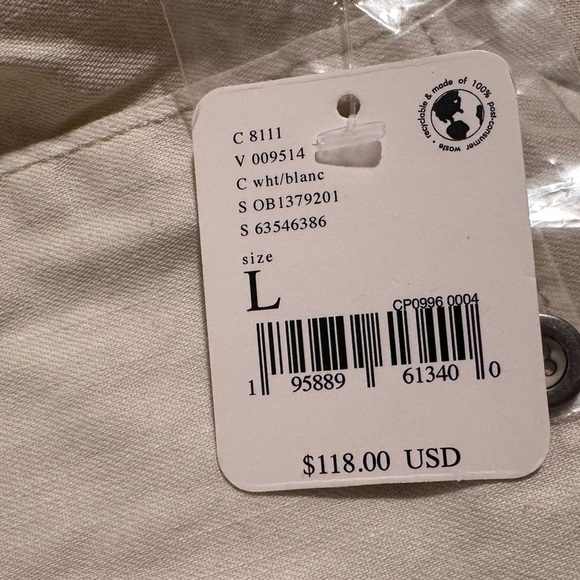 recyclable & made of 100% post-consumer waste •
C 8111
V 009514
C wht/blanc
S OB1379201
S 63546386
size
L
CP0996 0004
1 95889 61340 0
$118.00 USD